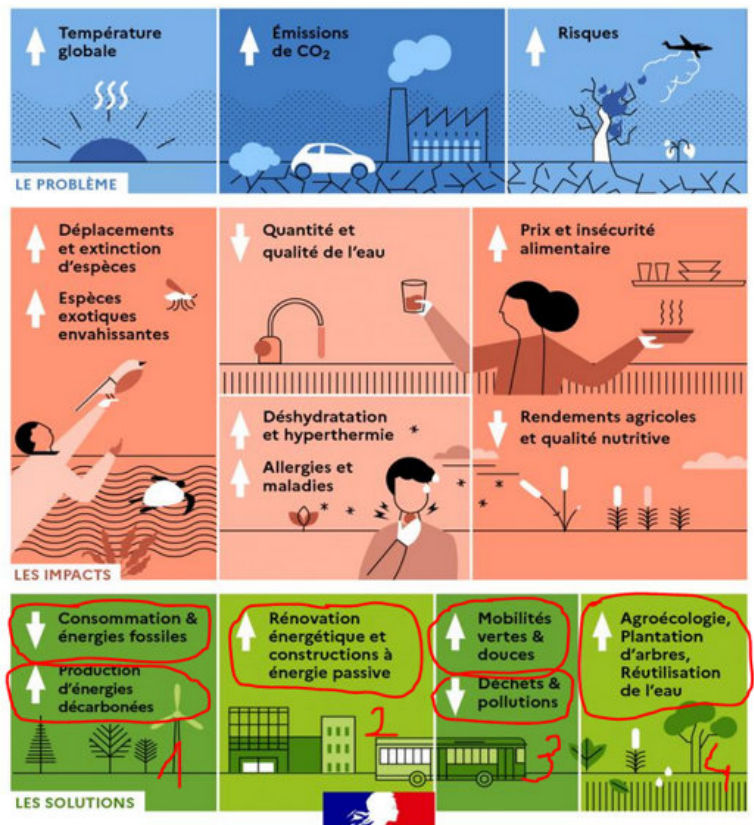 Température
globale
Émissions
de CO₂
Risques
LE PROBLÈME
Déplacements
et extinction
d'espèces
Espèces
exotiques
envahissantes
Quantité et
qualité de l'eau
Prix et insécurité
alimentaire
Déshydratation
et hyperthermie
Allergies et
maladies
Rendements agricoles
et qualité nutritive
LES IMPACTS
Consommation &
énergies fossiles
Production
d'énergies
décarbonées
1
Rénovation
énergétique et
constructions à
énergie passive
2
Mobilités
vertes &
douces
Déchets &
pollutions
3
Agroécologie,
Plantation
d'arbres,
Réutilisation
de l'eau
4
LES SOLUTIONS